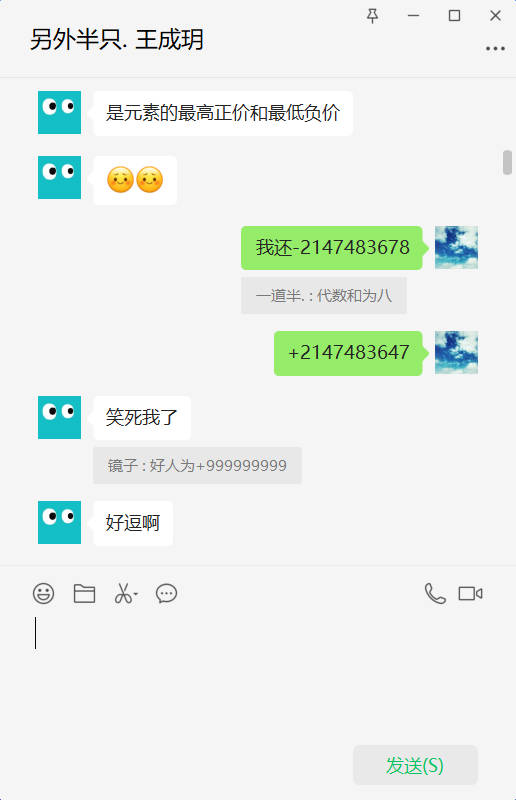 另外半只. 王成玥
是元素的最高正价和最低负价
☺️☺️
我还-2147483678
一道半. : 代数和为八
+2147483647
笑死我了
镜子 : 好人为+999999999
好逗啊
发送(S)